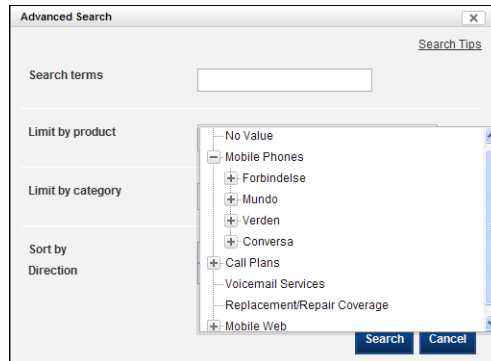 Advanced Search
Search Tips
Search terms
Limit by product
No Value
Mobile Phones
Forbindelse
Limit by category
Mundo
Verden
Conversa
Sort by
Call Plans
Direction
Voicemail Services
Replacement/Repair Coverage
Mobile Web
Search Cancel